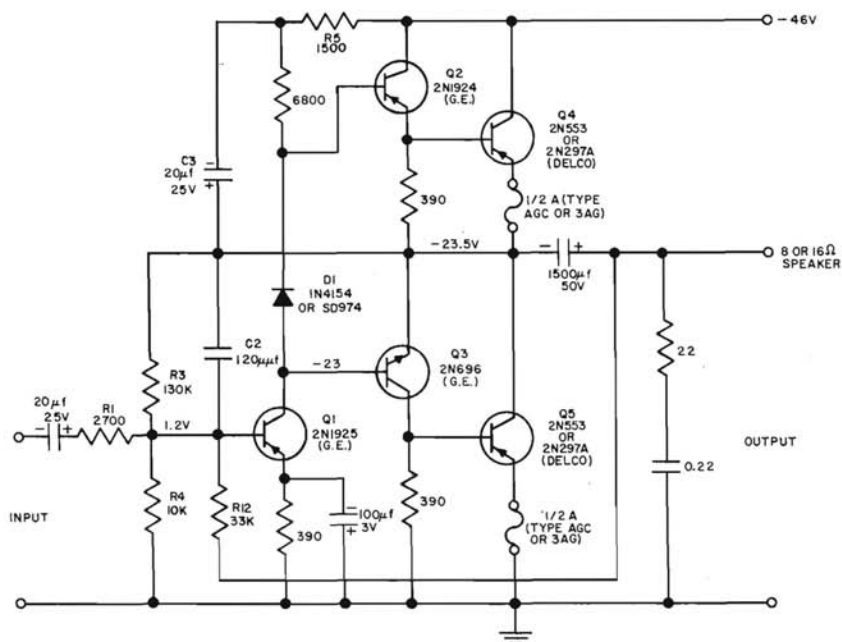 R5
1500
-46V
6800
Q2
2N1924
(G.E.)
Q4
2N553
OR
2N297A
(DELCO)
C3
20µf
25V
-
+
390
1/2 A (TYPE
AGC OR 3AG)
-23.5V
-
+
1500µf
50V
8 OR 16Ω
SPEAKER
D1
1N4154
OR SD974
C2
120µµf
-23
Q3
2N696
(G.E.)
R3
130K
22
20µf
25V
-
+
R1
2700
1.2V
Q1
2N1925
(G.E.)
Q5
2N553
OR
2N297A
(DELCO)
OUTPUT
0.22
INPUT
R4
10K
R12
33K
390
-
100µf
+
3V
390
1/2 A
(TYPE AGC
OR 3AG)